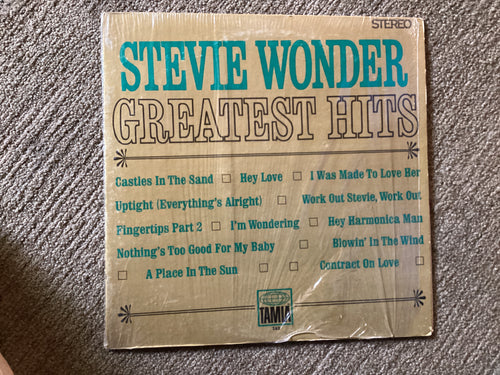 STEREO
STEVIE WONDER
GREATEST HITS
Castles In The Sand □ Hey Love □ I Was Made To Love Her
Uptight (Everything's Alright) □ Work Out Stevie, Work Out
Fingertips Part 2 □ I'm Wondering □ Hey Harmonica Man
Nothing's Too Good For My Baby □ Blowin' In The Wind
□ A Place In The Sun □ □ Contract On Love □
TAMLA